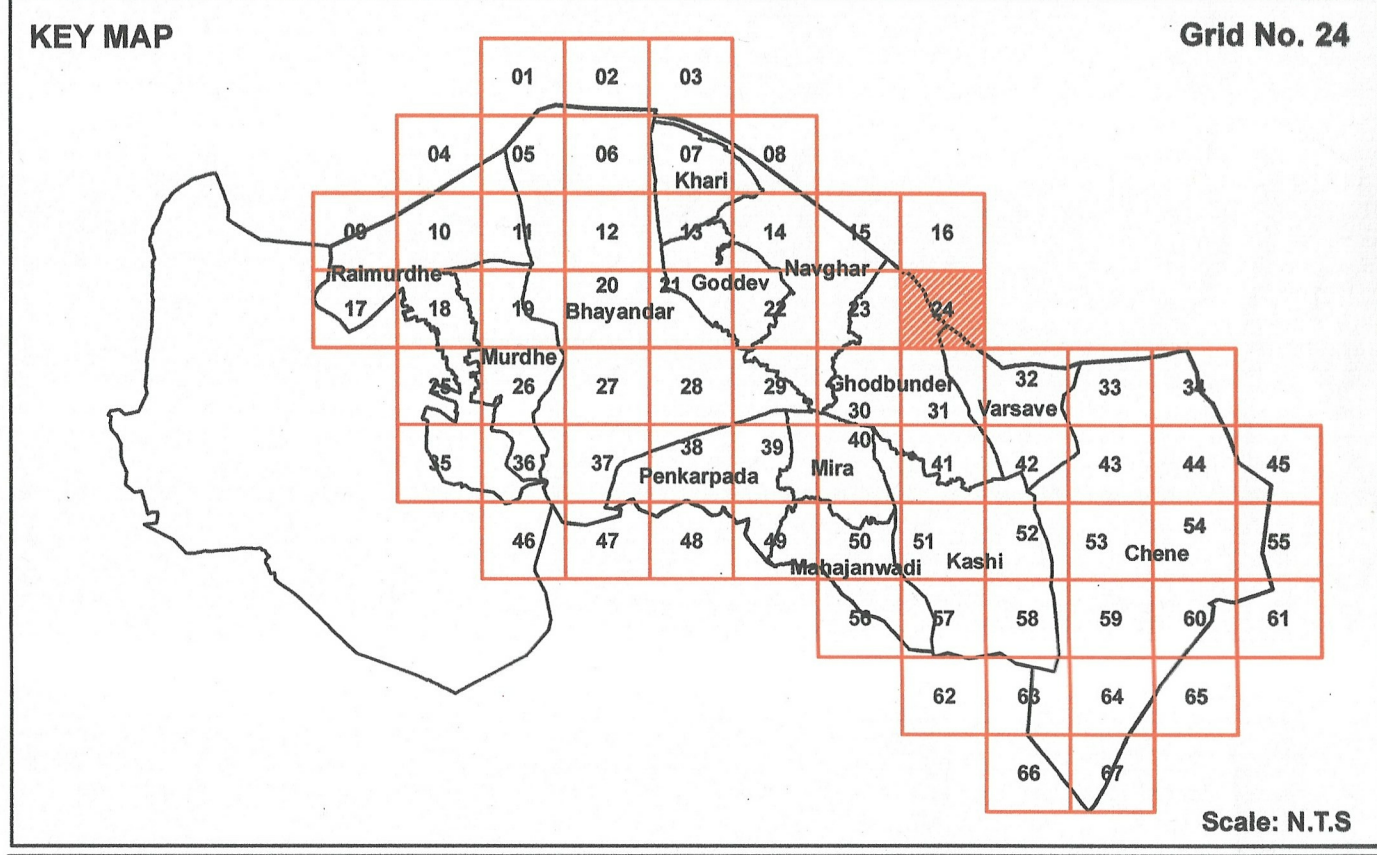 KEY MAP
Grid No. 24
01 02 03
04 05 06 07 08
Khari
09 10 11 12 13 14 15 16
Raimurdhe Goddev Navghar
17 18 19 20 21 22 23 24
Bhayandar
Murdhe Ghodbunder Varsave
25 26 27 28 29 30 31 32 33 34
35 36 37 38 39 40 41 42 43 44 45
Penkarpada Mira
46 47 48 49 50 51 52 53 54 55
Mahajanwadi Kashi Chene
56 57 58 59 60 61
62 63 64 65
66 67
Scale: N.T.S